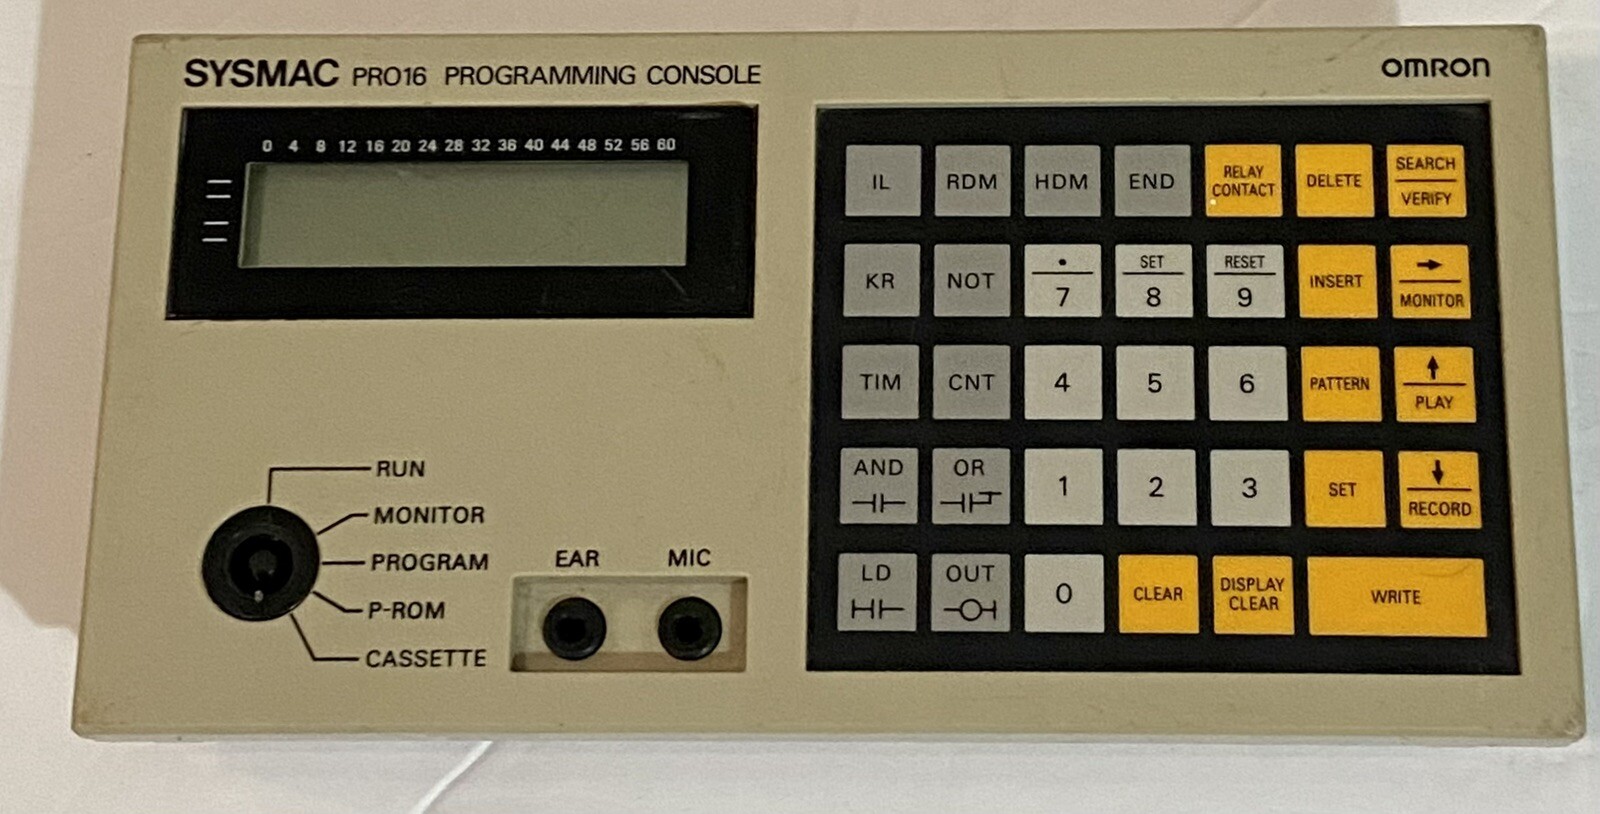 SYSMAC PRO16 PROGRAMMING CONSOLE
OMRON
0 4 8 12 16 20 24 28 32 36 40 44 48 52 56 60
RUN
MONITOR
PROGRAM
P-ROM
CASSETTE
EAR MIC
IL RDM HDM END RELAY CONTACT DELETE SEARCH VERIFY
KR NOT • 7 SET 8 RESET 9 INSERT → MONITOR
TIM CNT 4 5 6 PATTERN ↑ PLAY
AND OR 1 2 3 SET ↓ RECORD
LD OUT 0 CLEAR DISPLAY CLEAR WRITE